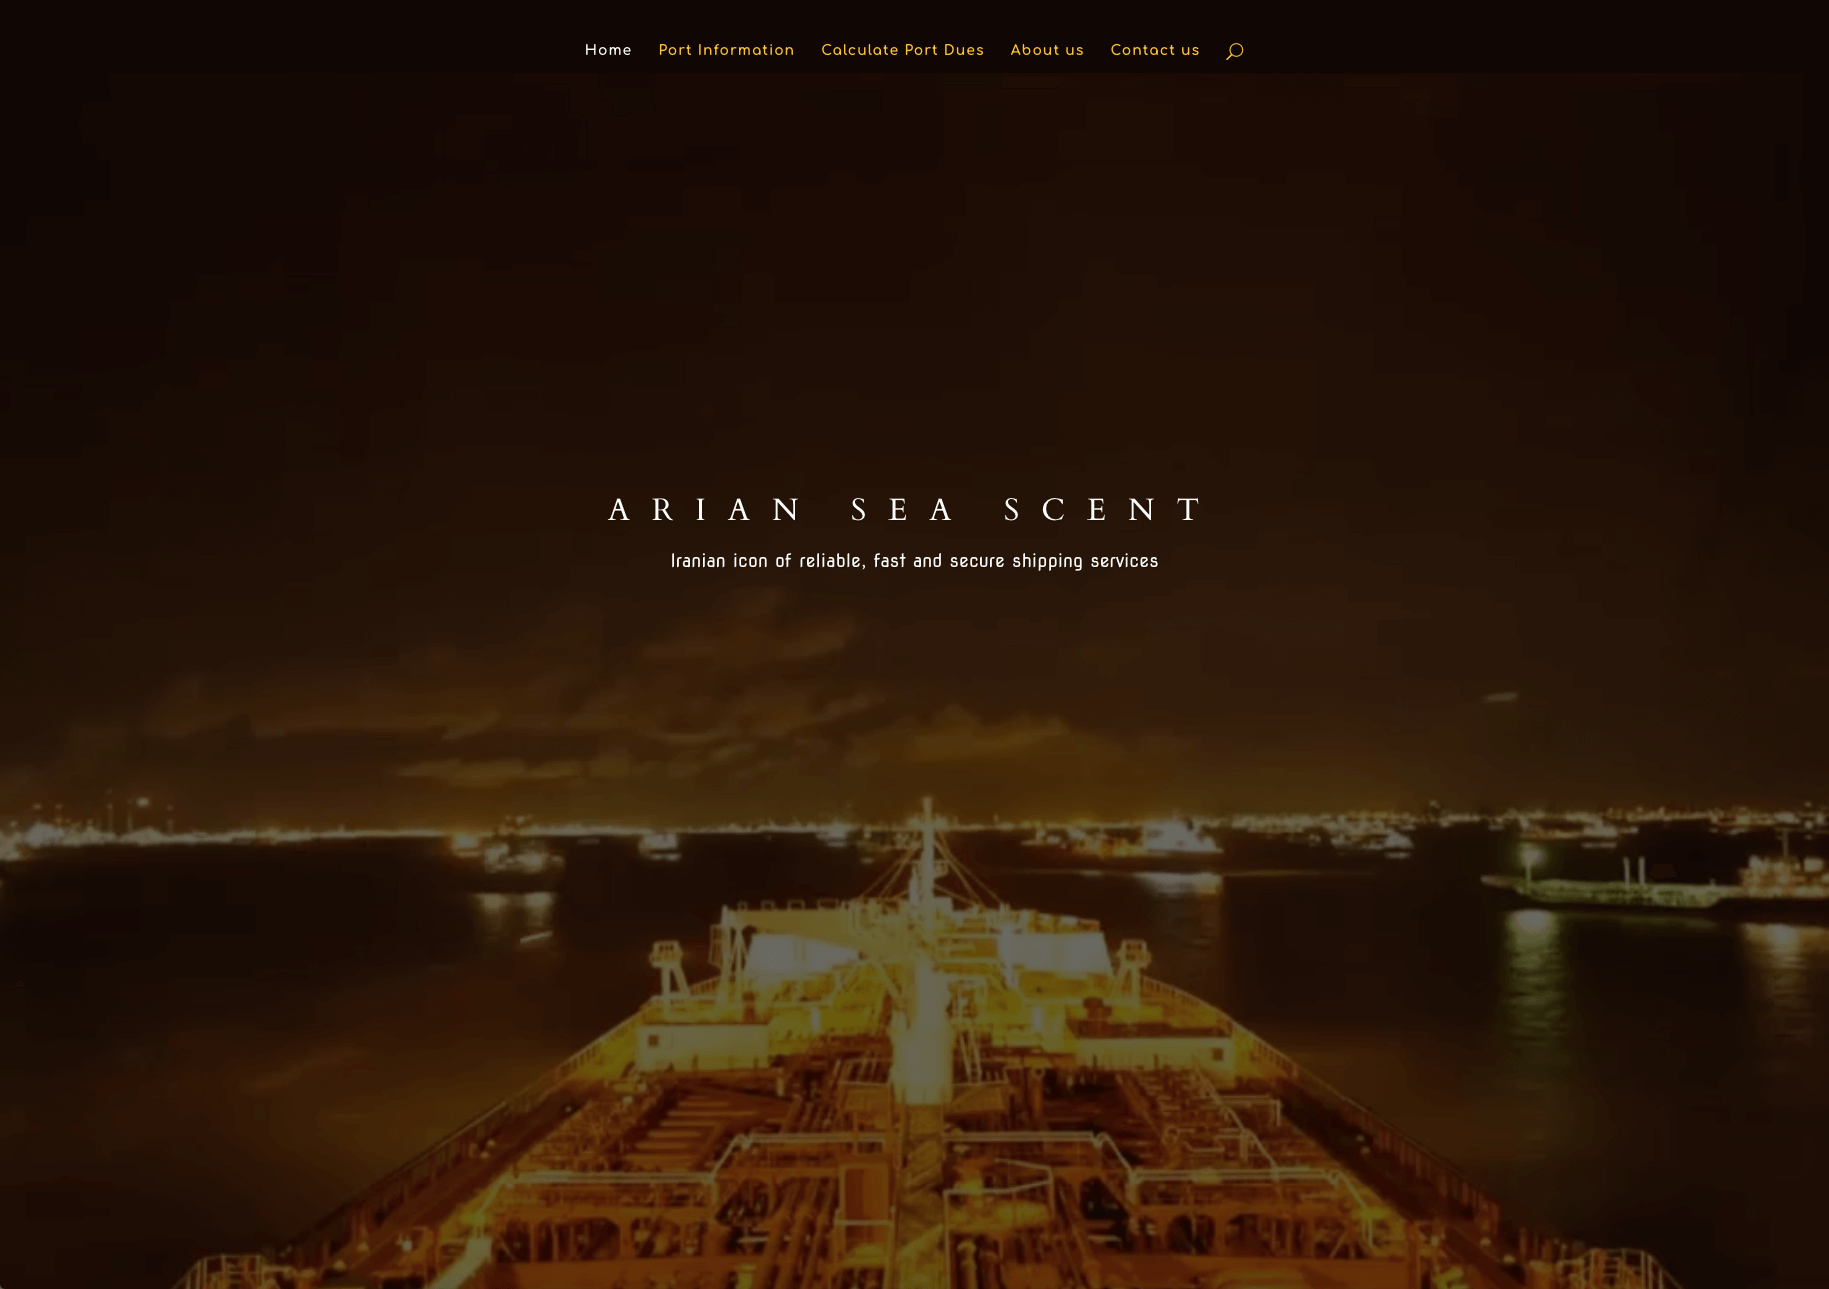 Home Port Information Calculate Port Dues About us Contact us
ARIAN SEA SCENT
Iranian icon of reliable, fast and secure shipping services